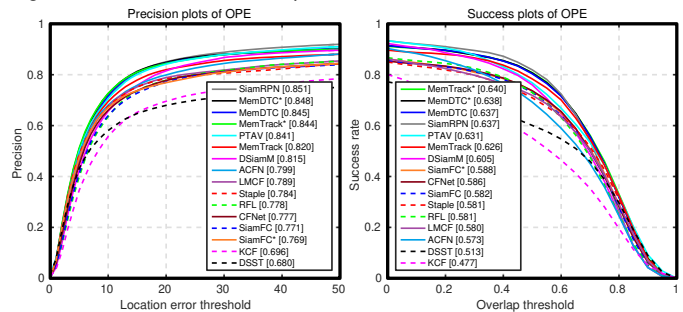 Precision plots of OPE
1
0.8
0.6
0.4
0.2
0
0 10 20 30 40 50
Precision
Location error threshold
SiamRPN [0.851]
MemDTC* [0.848]
MemDTC [0.845]
MemTrack* [0.844]
PTAV [0.841]
MemTrack [0.820]
DSiamM [0.815]
ACFN [0.799]
LMCF [0.789]
Staple [0.784]
RFL [0.778]
CFNet [0.777]
SiamFC [0.771]
SiamFC* [0.769]
KCF [0.696]
DSST [0.680]
Success plots of OPE
1
0.8
0.6
0.4
0.2
0
0 0.2 0.4 0.6 0.8 1
Success rate
Overlap threshold
MemTrack* [0.640]
MemDTC* [0.638]
MemDTC [0.637]
SiamRPN [0.637]
PTAV [0.631]
MemTrack [0.626]
DSiamM [0.605]
SiamFC* [0.588]
CFNet [0.586]
SiamFC [0.582]
Staple [0.581]
RFL [0.581]
LMCF [0.580]
ACFN [0.573]
DSST [0.513]
KCF [0.477]